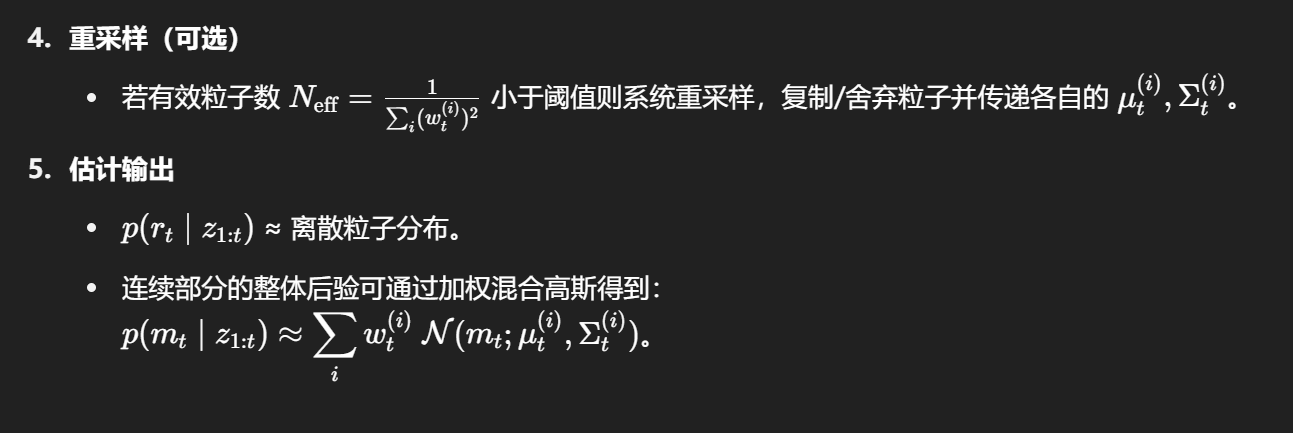 4. 重采样（可选）
• 若有效粒子数 $N_{\text{eff}} = \frac{1}{\sum_i (w_t^{(i)})^2}$ 小于阈值则系统重采样，复制/舍弃粒子并传递各自的 $\mu_t^{(i)}, \Sigma_t^{(i)}$。
5. 估计输出
• $p(r_t \mid z_{1:t})$ ≈ 离散粒子分布。
• 连续部分的整体后验可通过加权混合高斯得到：
$p(m_t \mid z_{1:t}) \approx \sum_i w_t^{(i)} \, \mathcal{N}(m_t; \mu_t^{(i)}, \Sigma_t^{(i)})$。